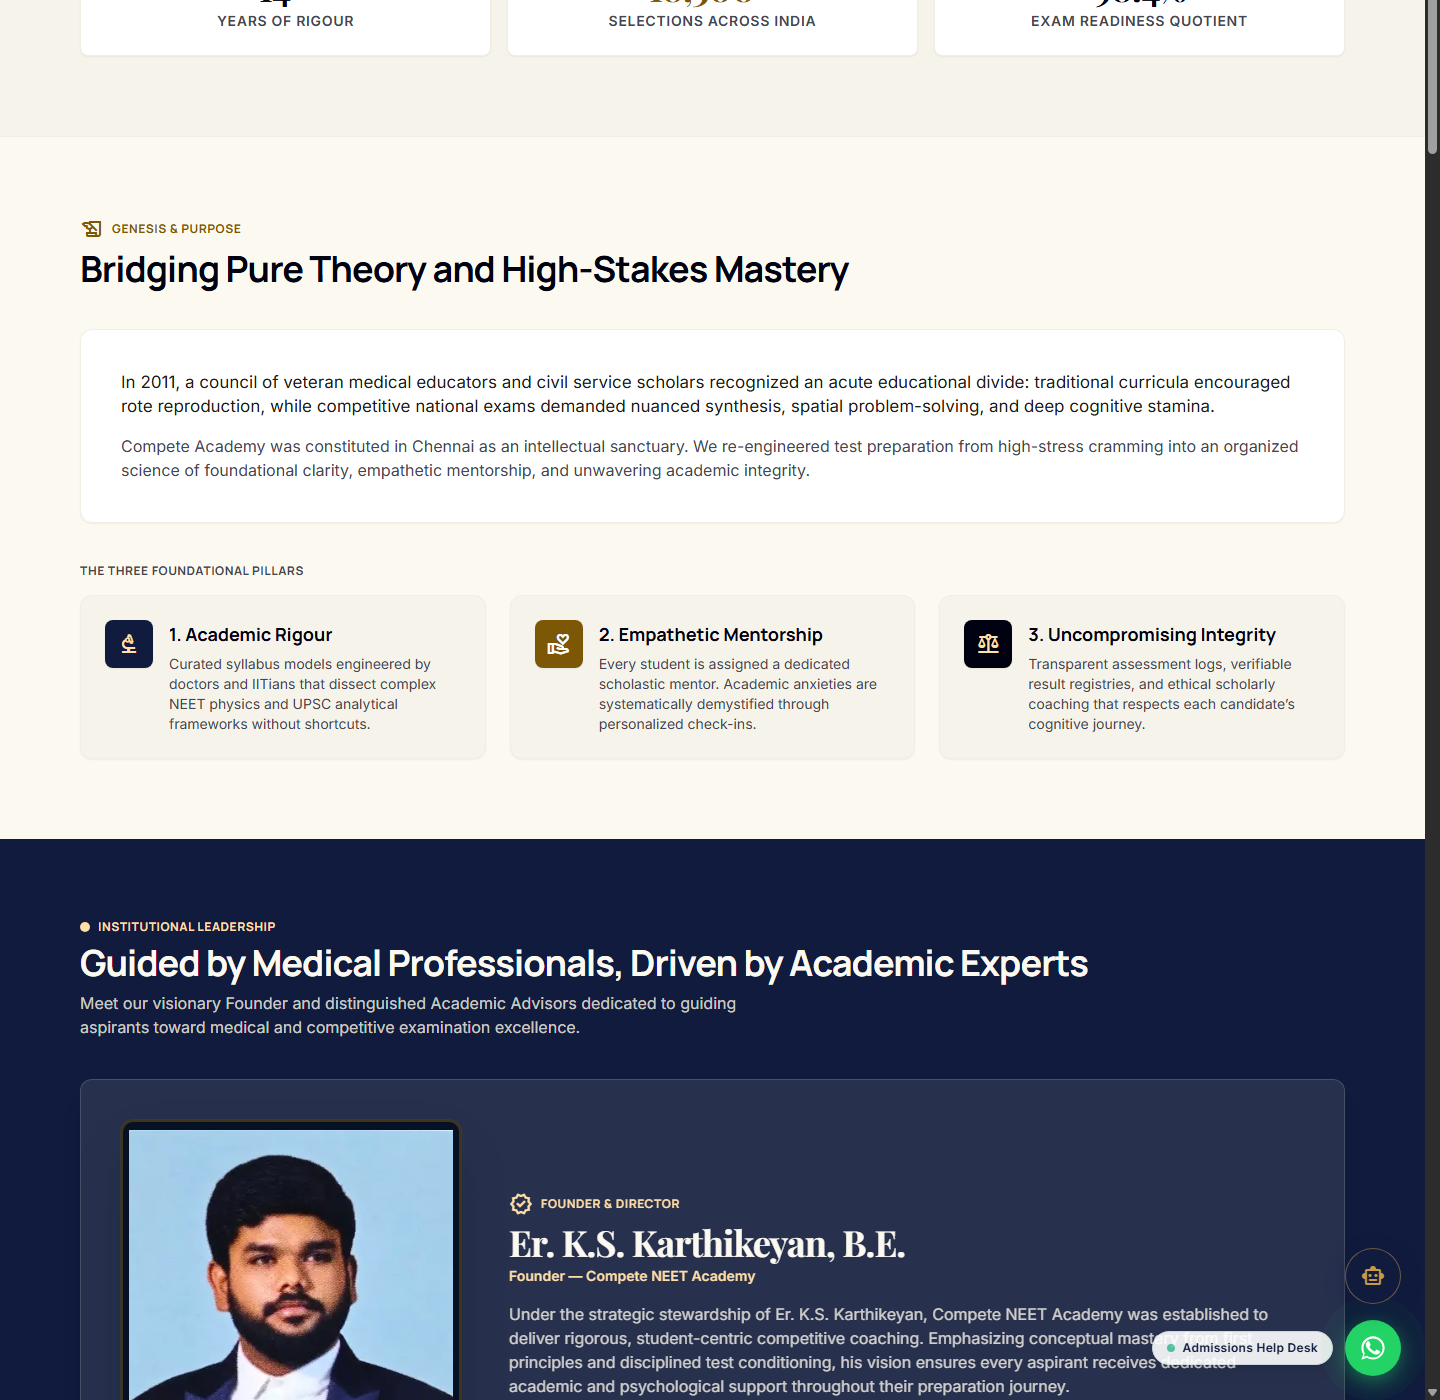 YEARS OF RIGOUR
SELECTIONS ACROSS INDIA
EXAM READINESS QUOTIENT
GENESIS & PURPOSE
Bridging Pure Theory and High-Stakes Mastery
In 2011, a council of veteran medical educators and civil service scholars recognized an acute educational divide: traditional curricula encouraged
rote reproduction, while competitive national exams demanded nuanced synthesis, spatial problem-solving, and deep cognitive stamina.
Compete Academy was constituted in Chennai as an intellectual sanctuary. We re-engineered test preparation from high-stress cramming into an organized
science of foundational clarity, empathetic mentorship, and unwavering academic integrity.
THE THREE FOUNDATIONAL PILLARS
1. Academic Rigour
Curated syllabus models engineered by
doctors and IITians that dissect complex
NEET physics and UPSC analytical
frameworks without shortcuts.
2. Empathetic Mentorship
Every student is assigned a dedicated
scholastic mentor. Academic anxieties are
systematically demystified through
personalized check-ins.
3. Uncompromising Integrity
Transparent assessment logs, verifiable
result registries, and ethical scholarly
coaching that respects each candidate’s
cognitive journey.
INSTITUTIONAL LEADERSHIP
Guided by Medical Professionals, Driven by Academic Experts
Meet our visionary Founder and distinguished Academic Advisors dedicated to guiding
aspirants toward medical and competitive examination excellence.
FOUNDER & DIRECTOR
Er. K.S. Karthikeyan, B.E.
Founder — Compete NEET Academy
Under the strategic stewardship of Er. K.S. Karthikeyan, Compete NEET Academy was established to
deliver rigorous, student-centric competitive coaching. Emphasizing conceptual mastery from first
principles and disciplined test conditioning, his vision ensures every aspirant receives dedicated
academic and psychological support throughout their preparation journey.
Admissions Help Desk